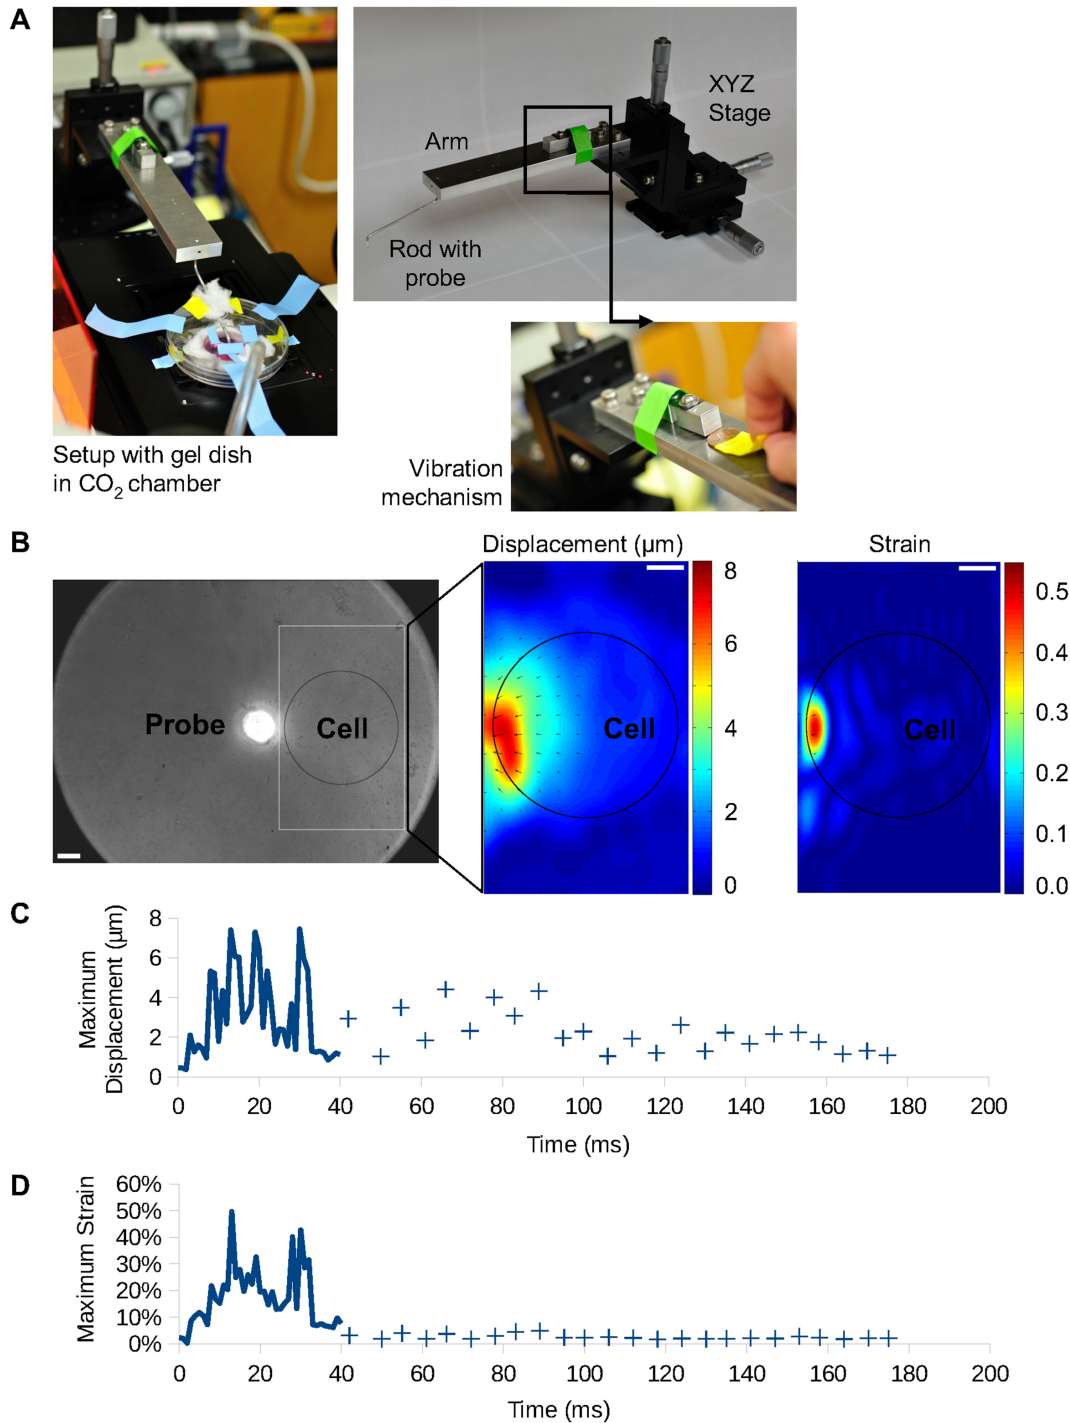 A
Arm
XYZ
Stage
Rod with
probe
Setup with gel dish
in CO2 chamber
Vibration
mechanism
B
Displacement (µm)
Strain
Probe
Cell
Cell
Cell
8
6
4
2
0
0.5
0.4
0.3
0.2
0.1
0.0
C
Maximum
Displacement (µm)
8
6
4
2
0
0 20 40 60 80 100 120 140 160 180 200
Time (ms)
D
Maximum Strain
60%
50%
40%
30%
20%
10%
0%
0 20 40 60 80 100 120 140 160 180 200
Time (ms)